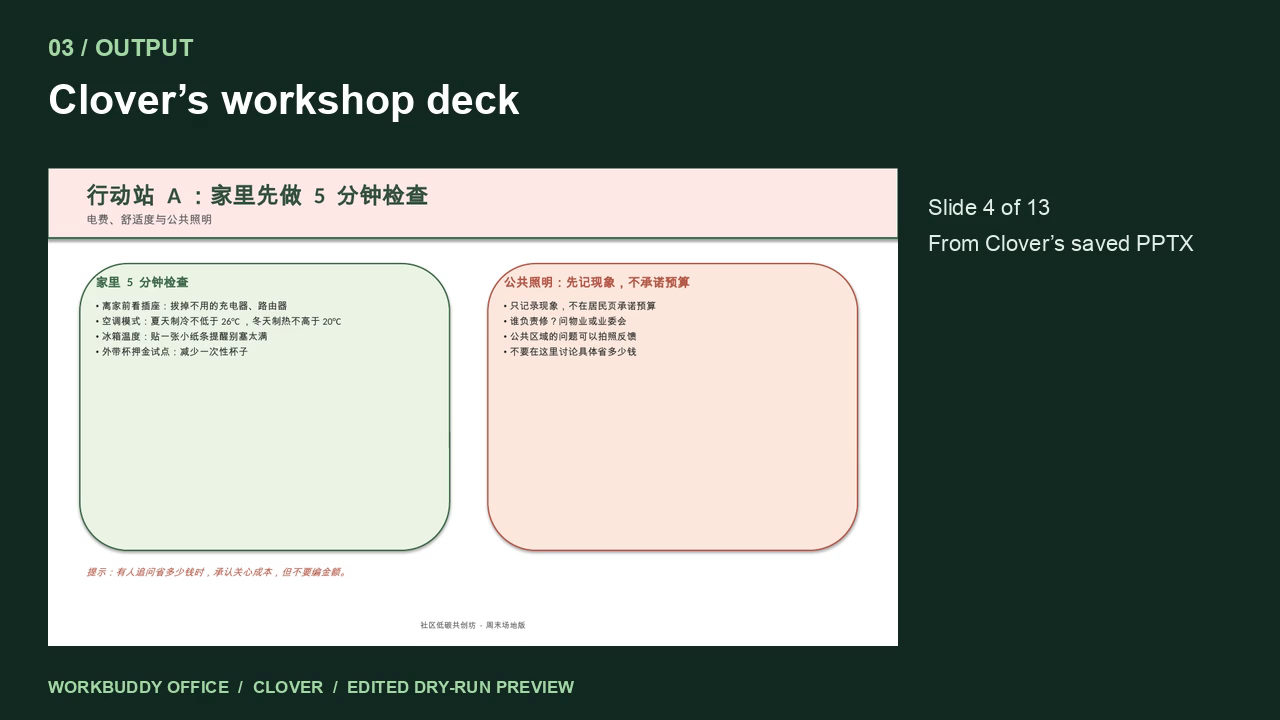 03 / OUTPUT
Clover’s workshop deck
行动站 A ：家里先做 5 分钟检查
电费、舒适度与公共照明
家里 5 分钟检查
• 离家前看插座：拔掉不用的充电器、路由器
• 空调模式：夏天制冷不低于 26°C ，冬天制热不高于 20°C
• 冰箱温度：贴一张小纸条提醒别塞太满
• 外带杯押金试点：减少一次性杯子
公共照明：先记现象，不承诺预算
• 只记录现象，不在居民页承诺预算
• 谁负责修？问物业或业委会
• 公共区域的问题可以拍照反馈
• 不要在这里讨论具体省多少钱
提示：有人追问省多少钱时，承认关心成本，但不要编金额。
社区低碳共创坊 · 周末场地版
Slide 4 of 13
From Clover’s saved PPTX
WORKBUDDY OFFICE / CLOVER / EDITED DRY-RUN PREVIEW